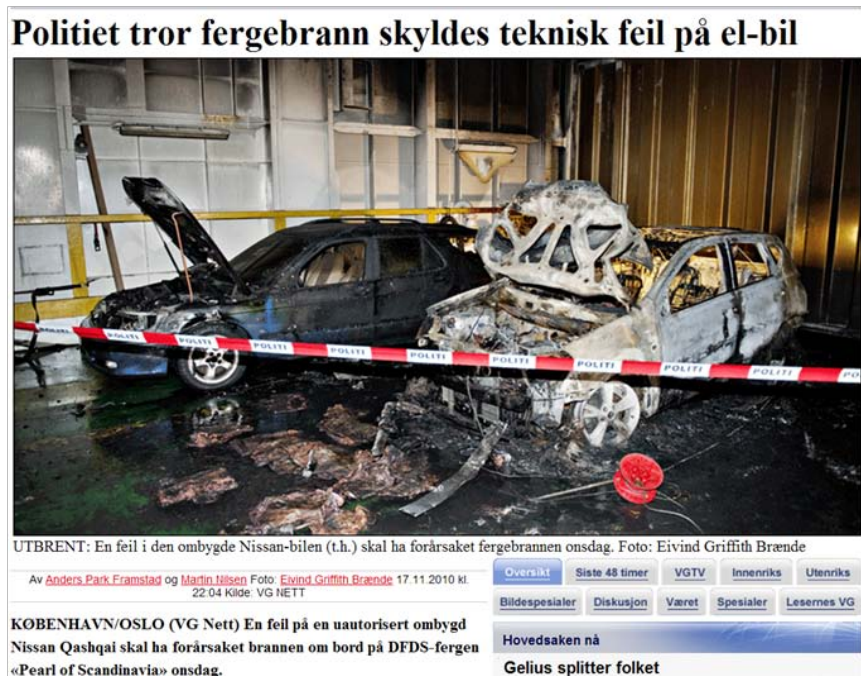 Politiet tror fergebrann skyldes teknisk feil på el-bil
POLITI POLITI POLITI POLITI POLITI POLITI POLITI POLITI POLITI POLITI PO
UTBRENT: En feil i den ombygde Nissan-bilen (t.h.) skal ha forårsaket fergebrannen onsdag. Foto: Eivind Griffith Brænde
Av Anders Park Framstad og Martin Nilsen Foto: Eivind Griffith Brænde 17.11.2010 kl.
22:04 Kilde: VG NETT
KØBENHAVN/OSLO (VG Nett) En feil på en uautorisert ombygd
Nissan Qashqai skal ha forårsaket brannen om bord på DFDS-fergen
«Pearl of Scandinavia» onsdag.
Oversikt Siste 48 timer VGTV Innenriks Utenriks
Bildespesialer Diskusjon Været Spesialer Lesernes VG
Hovedsaken nå
Gelius splitter folket